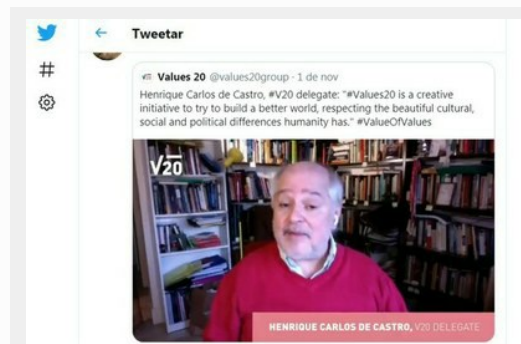 Tweetar
Values 20 @values20group · 1 de nov
Henrique Carlos de Castro, #V20 delegate: "#Values20 is a creative
initiative to try to build a better world, respecting the beautiful cultural,
social and political differences humanity has." #ValueOfValues
√20
HENRIQUE CARLOS DE CASTRO, V20 DELEGATE